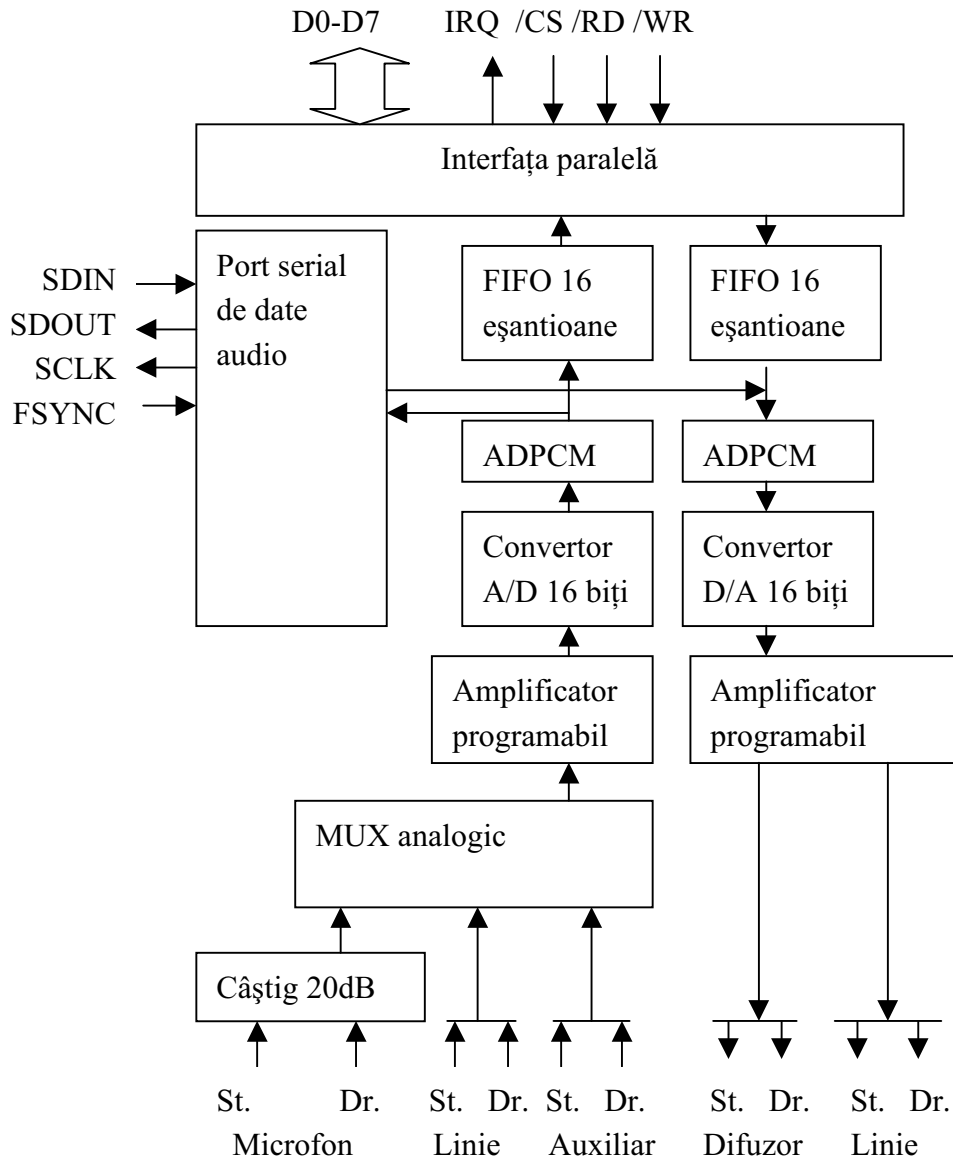 D0-D7 IRQ /CS /RD /WR
Interfața paralelă
Port serial
de date
audio
FIFO 16
eşantioane
FIFO 16
eşantioane
SDIN
SDOUT
SCLK
FSYNC
ADPCM
ADPCM
Convertor
A/D 16 biți
Convertor
D/A 16 biți
Amplificator
programabil
Amplificator
programabil
MUX analogic
Câştig 20dB
St. Dr. St. Dr. St. Dr. St. Dr. St. Dr.
Microfon Linie Auxiliar Difuzor Linie